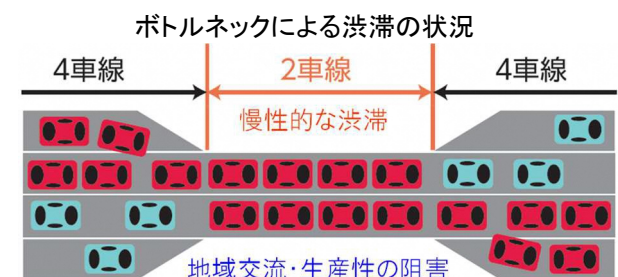 ボトルネックによる渋滞の状況
4車線
2車線
4車線
慢性的な渋滞
地域交流・生産性の阻害